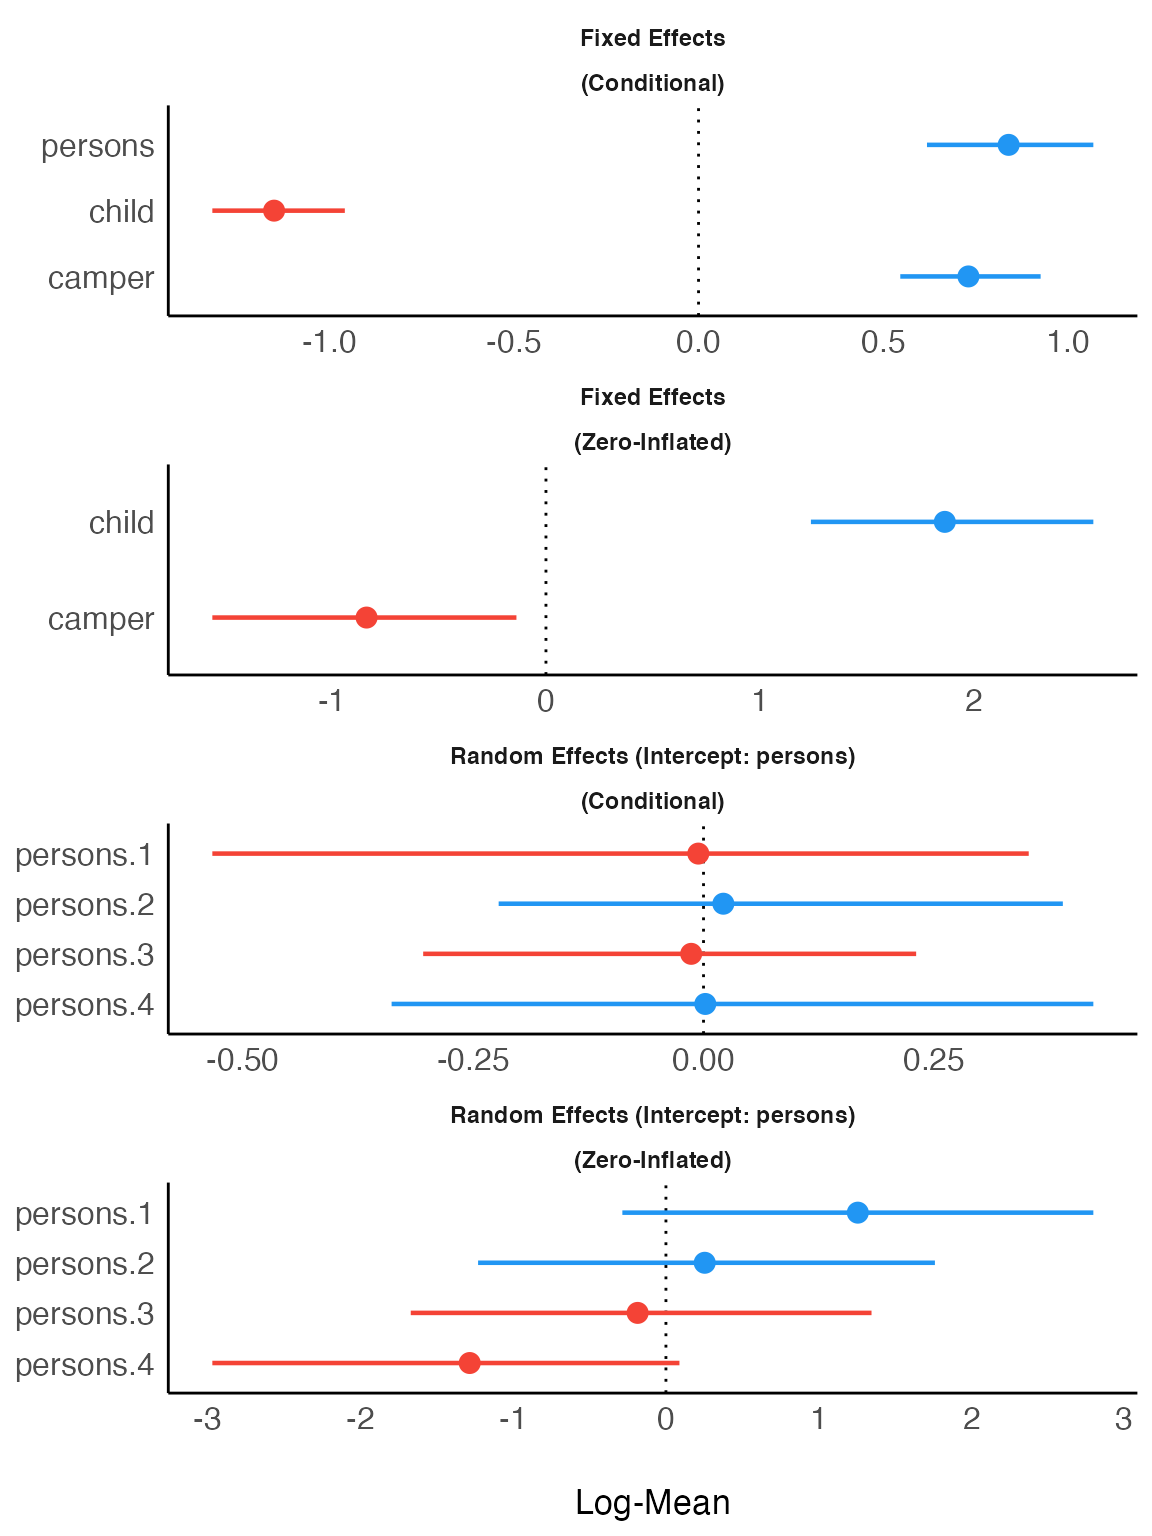 Fixed Effects
(Conditional)
persons
child
camper
-1.0 -0.5 0.0 0.5 1.0
Fixed Effects
(Zero-Inflated)
child
camper
-1 0 1 2
Random Effects (Intercept: persons)
(Conditional)
persons.1
persons.2
persons.3
persons.4
-0.50 -0.25 0.00 0.25
Random Effects (Intercept: persons)
(Zero-Inflated)
persons.1
persons.2
persons.3
persons.4
-3 -2 -1 0 1 2 3
Log-Mean